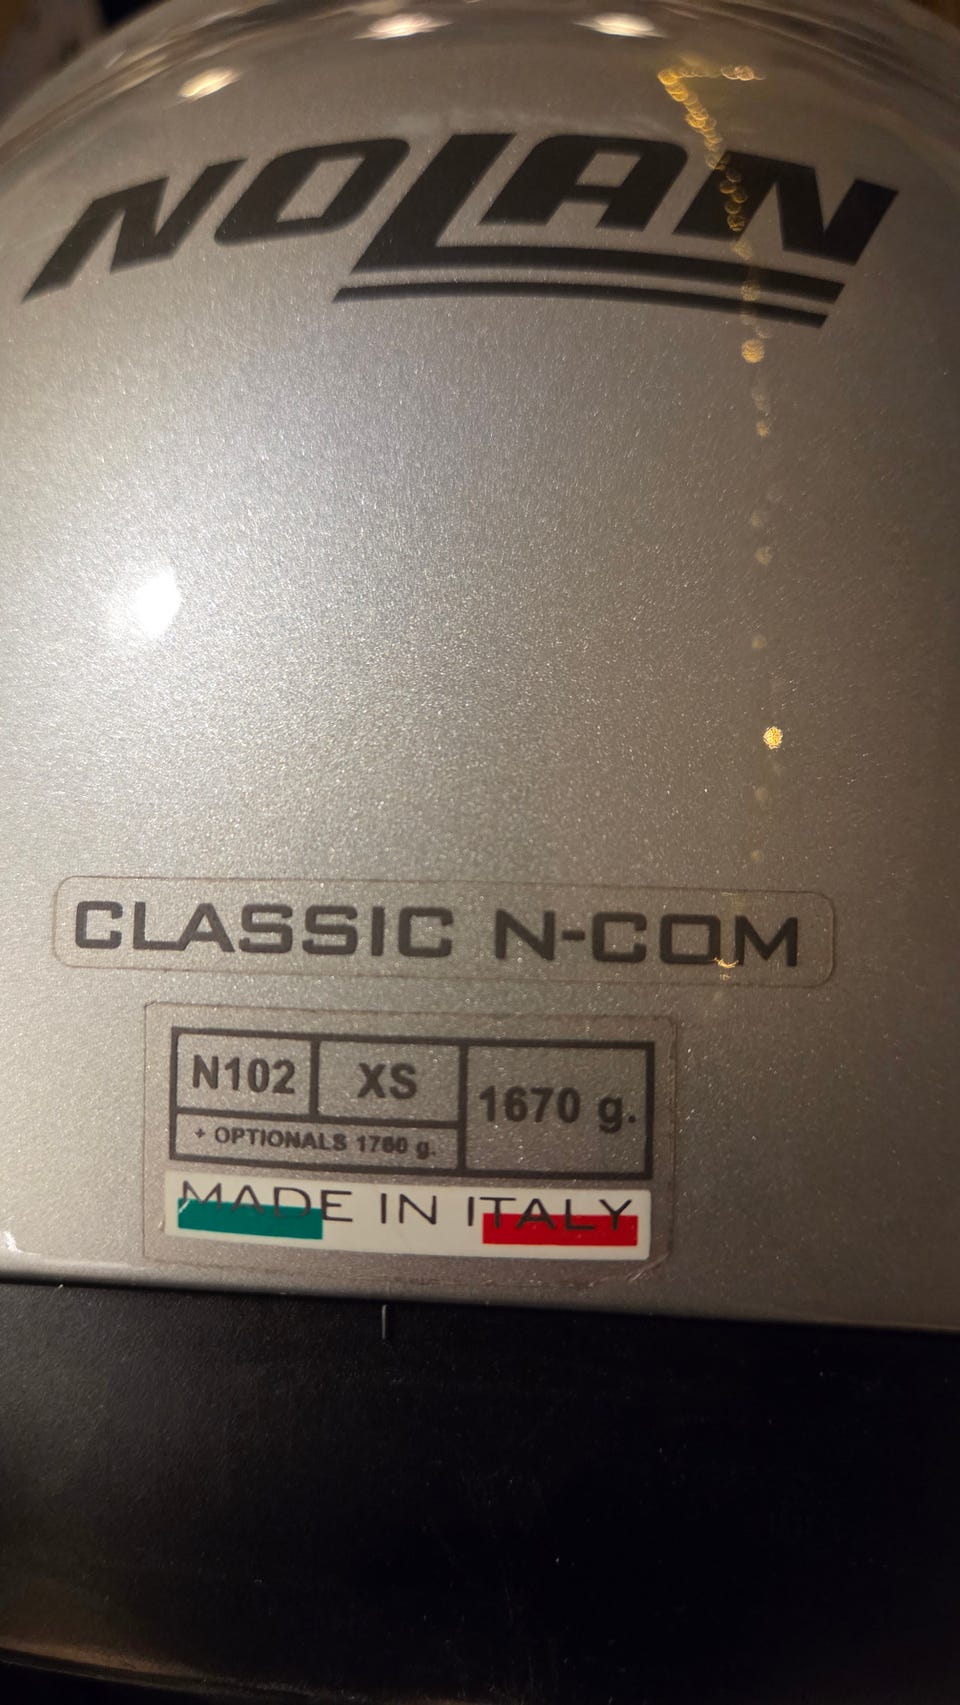 NOLAN
CLASSIC N-COM
N102 XS 1670 g.
+ OPTIONALS 1760 g.
MADE IN ITALY